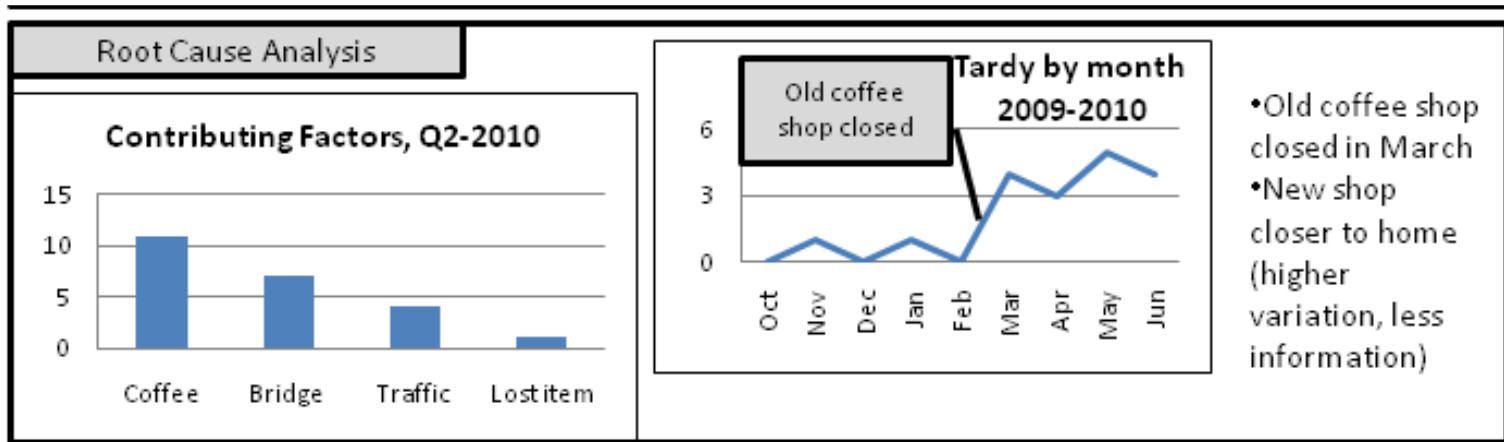 Root Cause Analysis
Contributing Factors, Q2-2010
15
10
5
0
Coffee
Bridge
Traffic
Lost item
Old coffee
shop closed
Tardy by month
2009-2010
6
3
0
Oct
Nov
Dec
Jan
Feb
Mar
Apr
May
Jun
•Old coffee shop
closed in March
•New shop
closer to home
(higher
variation, less
information)